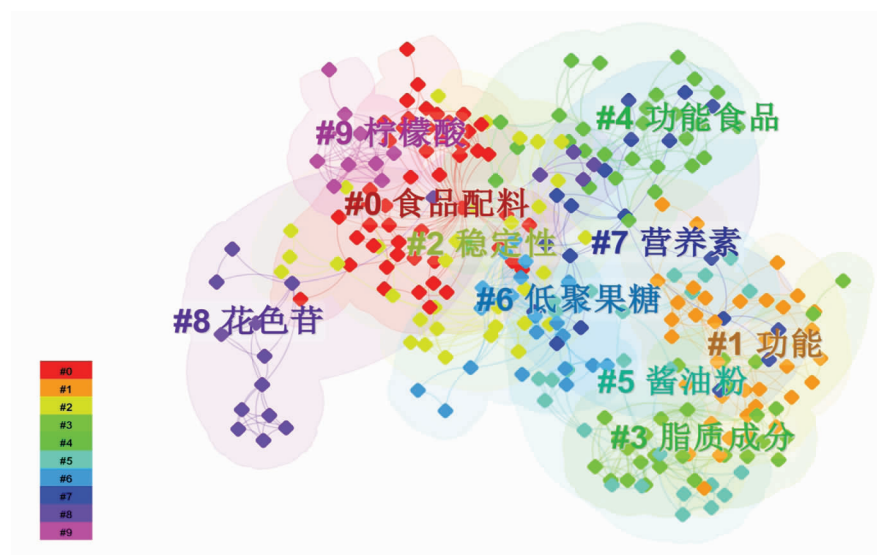 #9 柠檬酸
#4 功能食品
#0 食品配料
#2 稳定性
#7 营养素
#6 低聚果糖
#8 花色苷
#1 功能
#5 酱油粉
#3 脂质成分
#0
#1
#2
#3
#4
#5
#6
#7
#8
#9